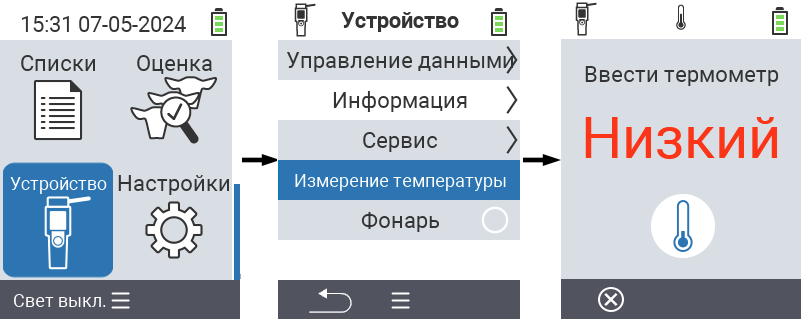 15:31 07-05-2024
Списки
Оценка
Устройство
Настройки
Свет выкл.
Устройство
Управление данными
Информация
Сервис
Измерение температуры
Фонарь
Ввести термометр
Низкий